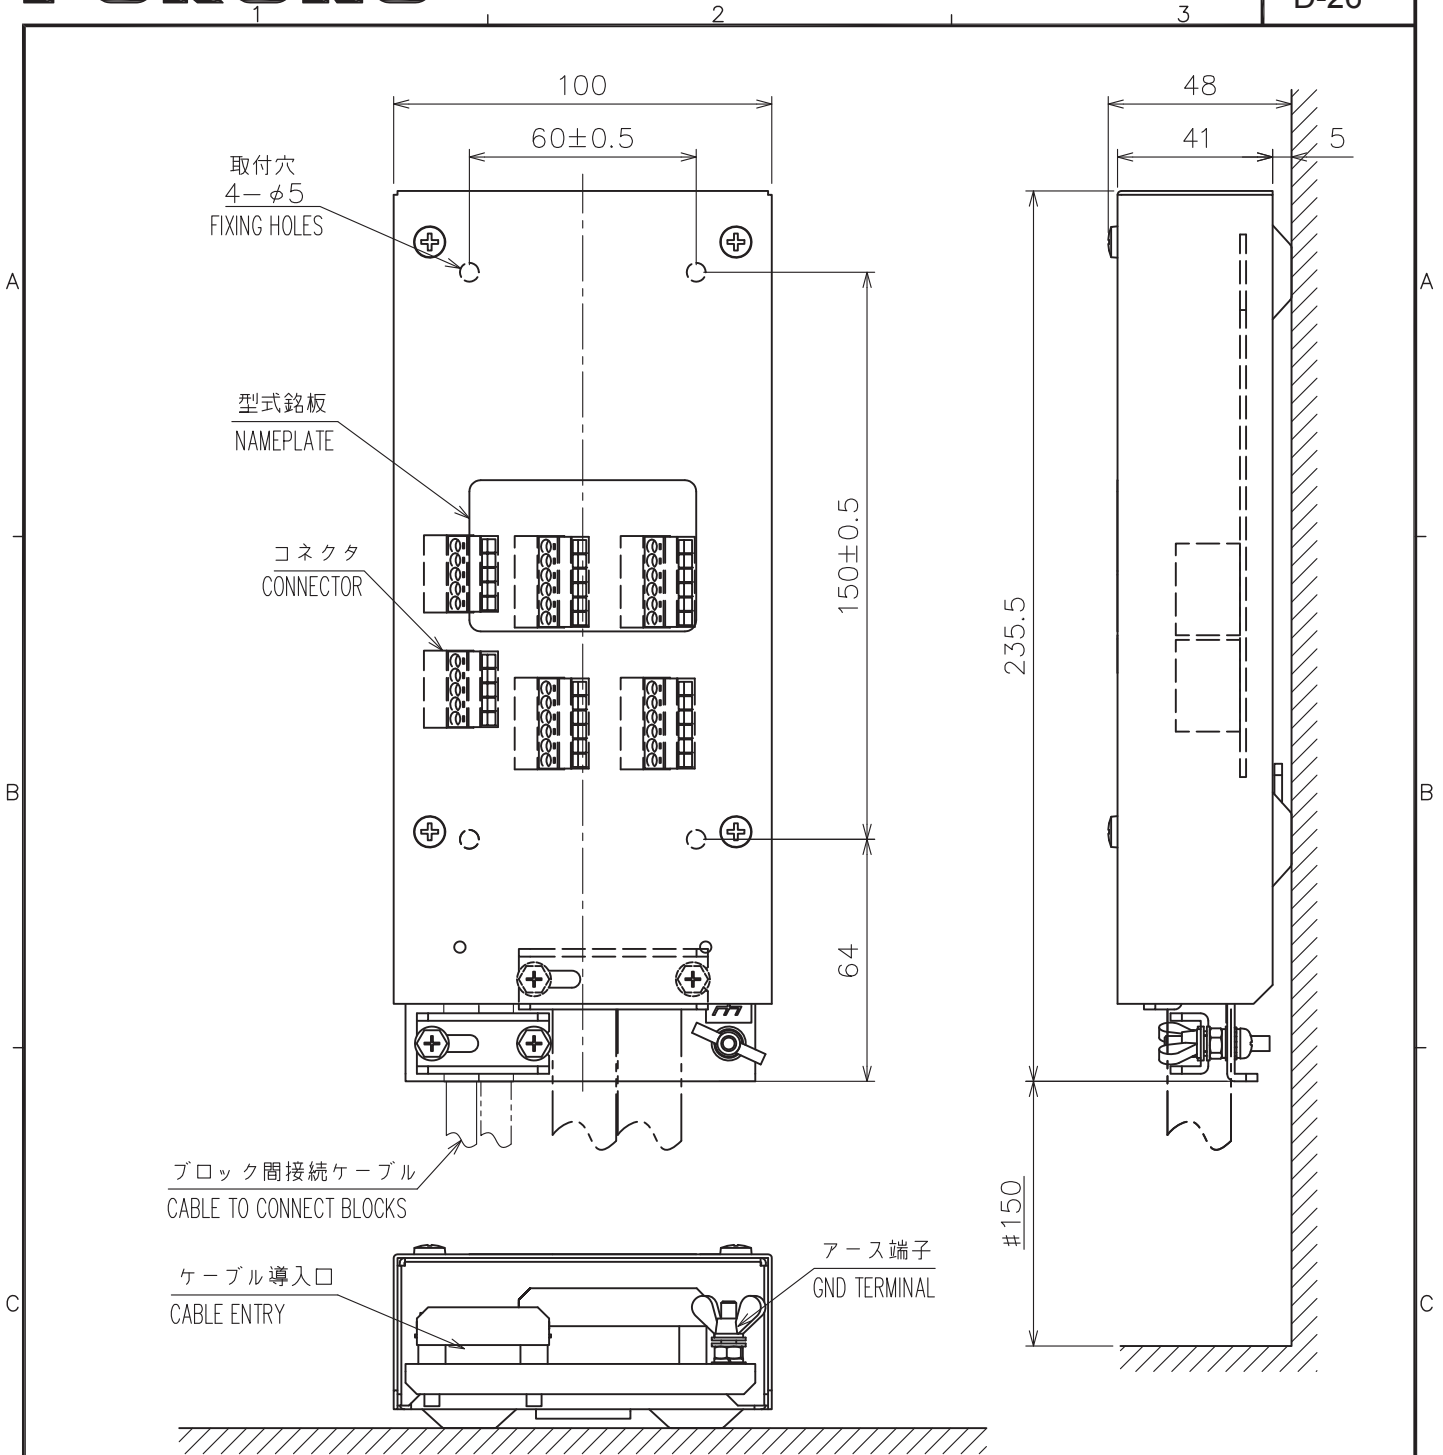 D-26
1
2
3
100
48
60±0.5
41
5
取付穴
4－φ5
FIXING HOLES
A
A
型式銘板
NAMEPLATE
150±0.5
コネクタ
CONNECTOR
235.5
B
B
64
ブロック間接続ケーブル
CABLE TO CONNECT BLOCKS
#150
アース端子
GND TERMINAL
ケーブル導入口
CABLE ENTRY
C
C